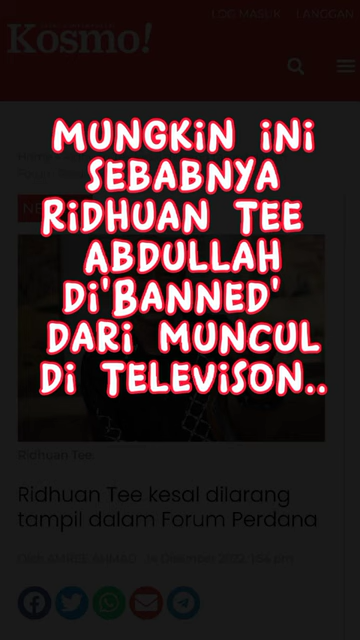 LOG MASUK LANGGAN
Kosmo!
MUNGKIN INI
SEBABNYA
RIDHUAN TEE
ABDULLAH
DI'BANNED'
DARI MUNCUL
DI TELEVISON..
Ridhuan Tee.
Ridhuan Tee kesal dilarang
tampil dalam Forum Perdana